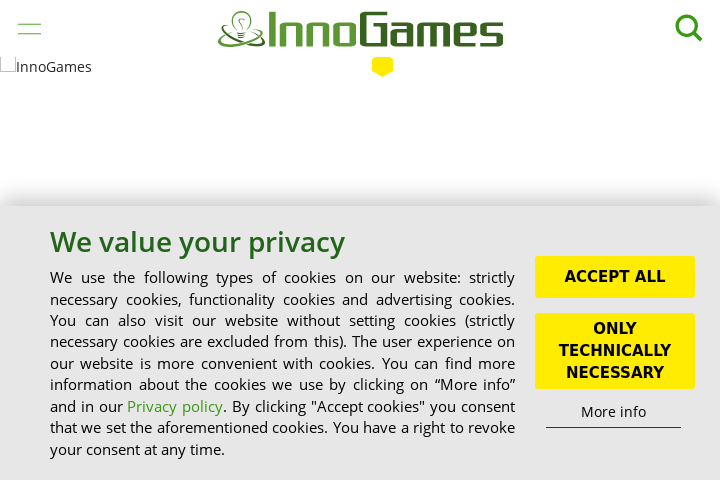 InnoGames
InnoGames
We value your privacy
We use the following types of cookies on our website: strictly
necessary cookies, functionality cookies and advertising cookies.
You can also visit our website without setting cookies (strictly
necessary cookies are excluded from this). The user experience on
our website is more convenient with cookies. You can find more
information about the cookies we use by clicking on “More info”
and in our Privacy policy. By clicking "Accept cookies" you consent
that we set the aforementioned cookies. You have a right to revoke
your consent at any time.
ACCEPT ALL
ONLY
TECHNICALLY
NECESSARY
More info